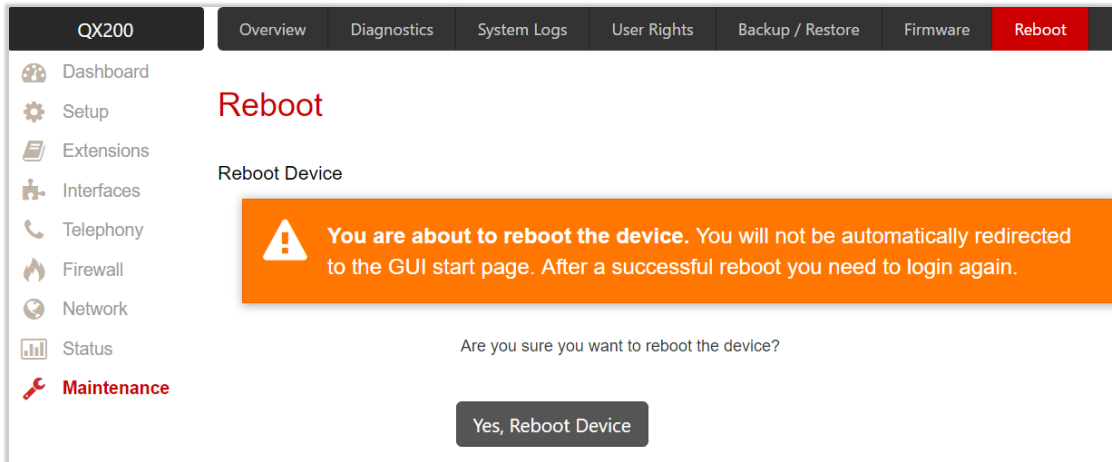 QX200
Overview Diagnostics System Logs User Rights Backup / Restore Firmware Reboot
Dashboard
Setup
Extensions
Interfaces
Telephony
Firewall
Network
Status
Maintenance
Reboot
Reboot Device
You are about to reboot the device. You will not be automatically redirected
to the GUI start page. After a successful reboot you need to login again.
Are you sure you want to reboot the device?
Yes, Reboot Device